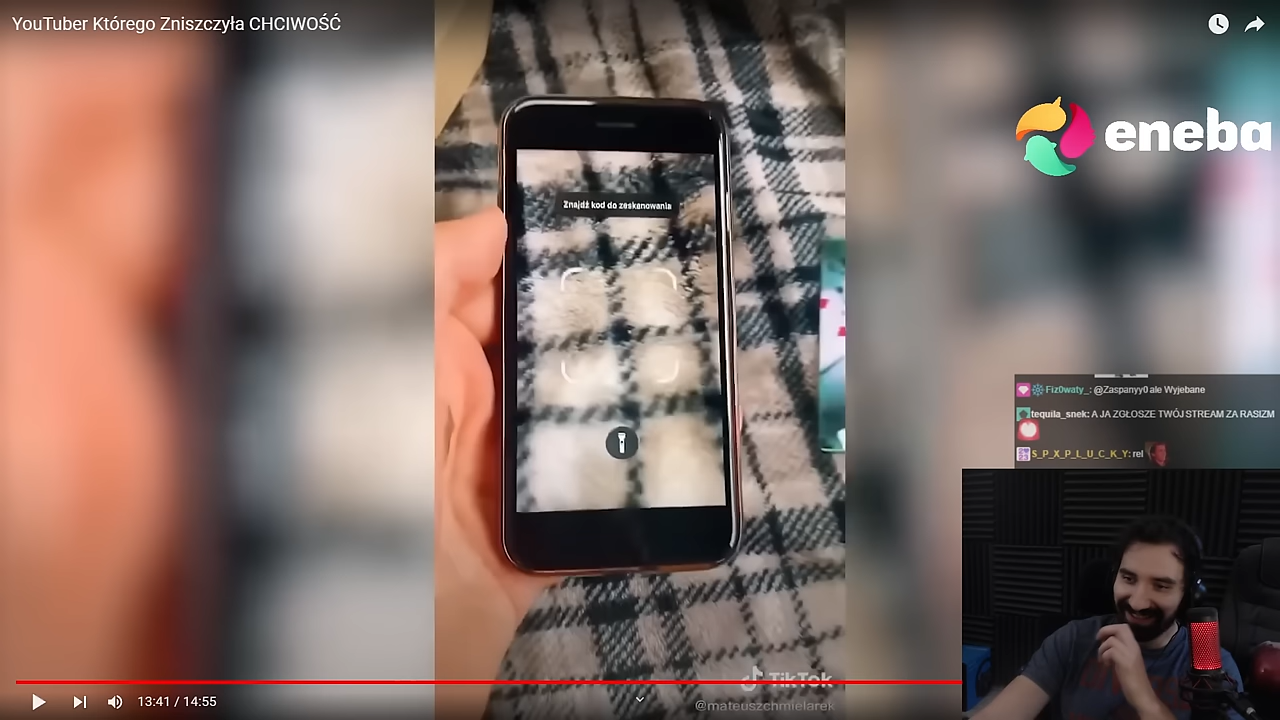 YouTuber Którego Zniszczyła CHCIWOŚĆ
eneba
Znajdź kod do zeskanowania
Fiz0waty_: @Zaspanyy0 ale Wyjebane
tequila_snek: A JA ZGŁOSZE TWÓJ STREAM ZA RASIZM
S_P_X_P_L_U_C_K_Y: rel
TikTok
@mateuszchmielarek
13:41 / 14:55